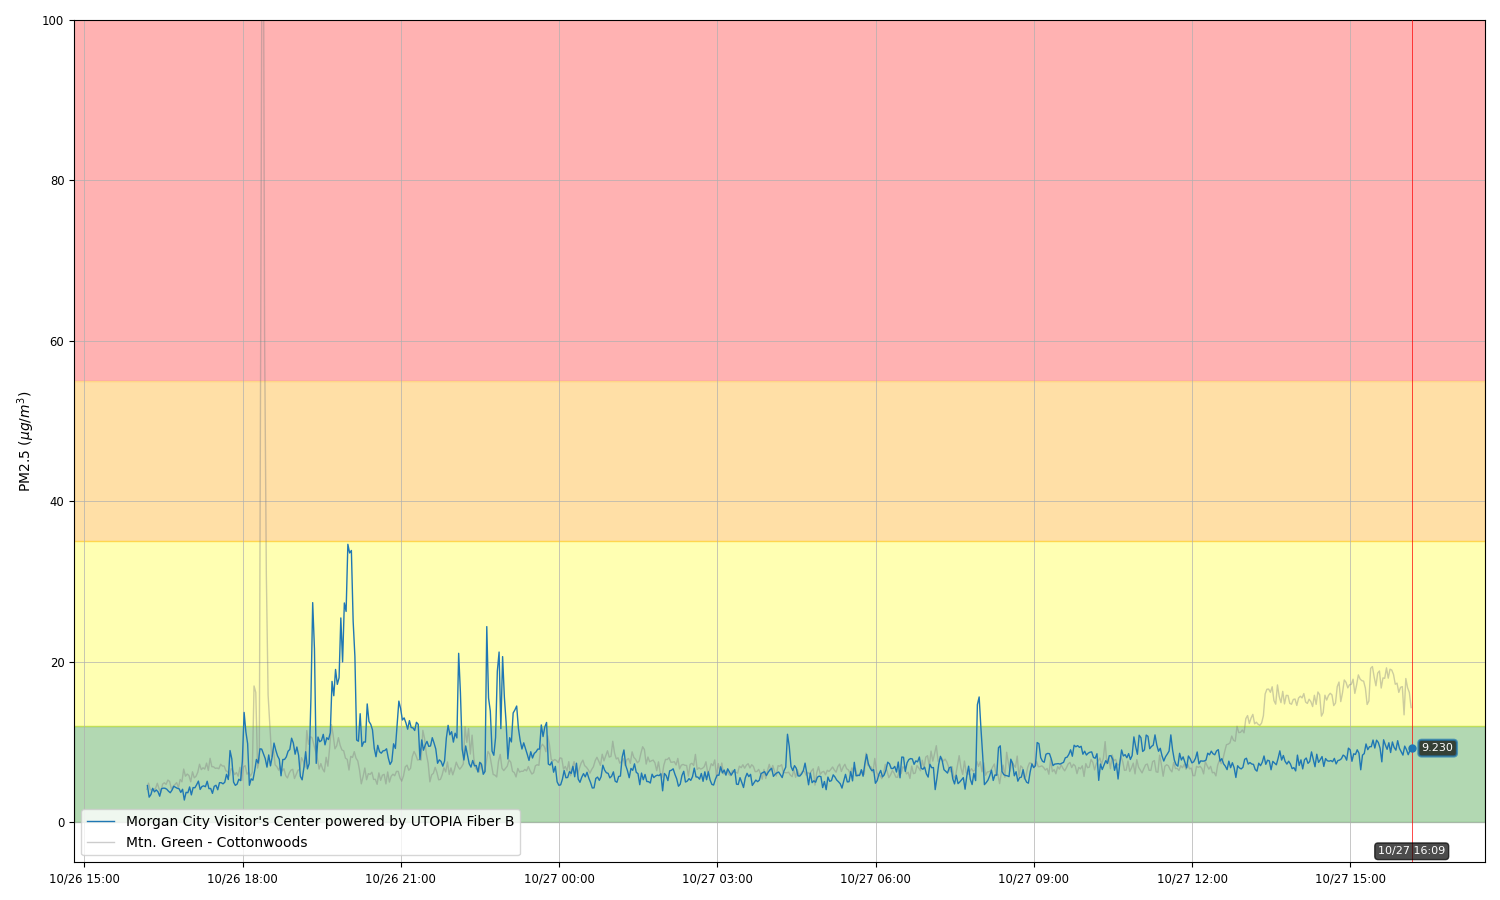 100
80
60
40
20
0
PM2.5 (μg/m³)
9.230
Morgan City Visitor's Center powered by UTOPIA Fiber B
Mtn. Green - Cottonwoods
10/27 16:09
10/26 15:00 10/26 18:00 10/26 21:00 10/27 00:00 10/27 03:00 10/27 06:00 10/27 09:00 10/27 12:00 10/27 15:00